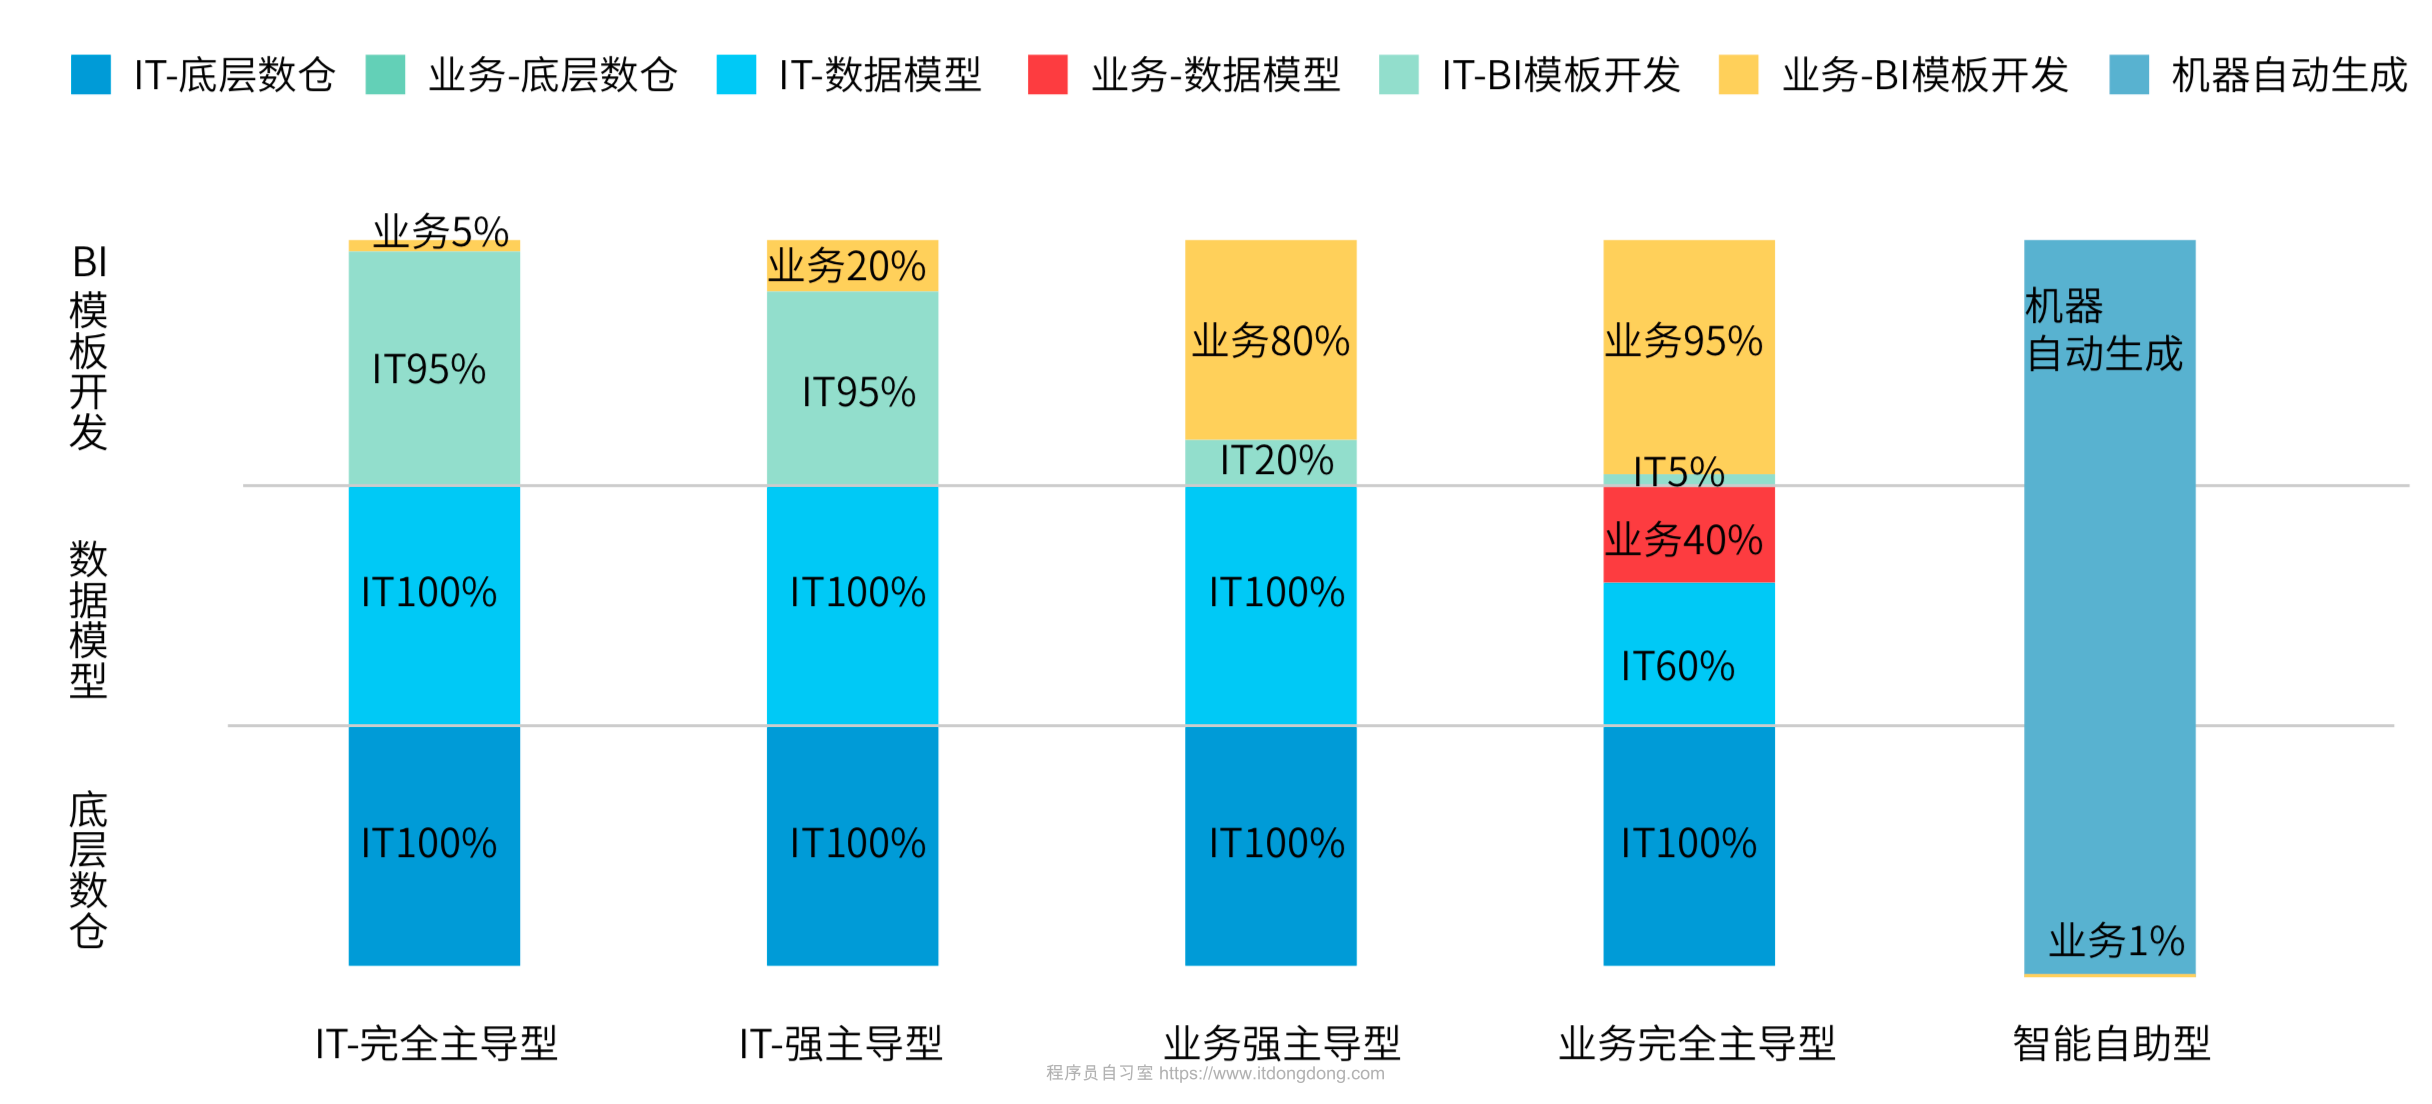 IT-底层数仓
业务-底层数仓
IT-数据模型
业务-数据模型
IT-BI模板开发
业务-BI模板开发
机器自动生成
BI模板开发
业务5%
IT95%
业务20%
IT95%
业务80%
IT20%
业务95%
IT5%
机器
自动生成
数据模型
IT100%
IT100%
IT100%
业务40%
IT60%
底层数仓
IT100%
IT100%
IT100%
IT100%
业务1%
IT-完全主导型
IT-强主导型
业务强主导型
业务完全主导型
智能自助型
程序员自习室 https://www.itdongdong.com